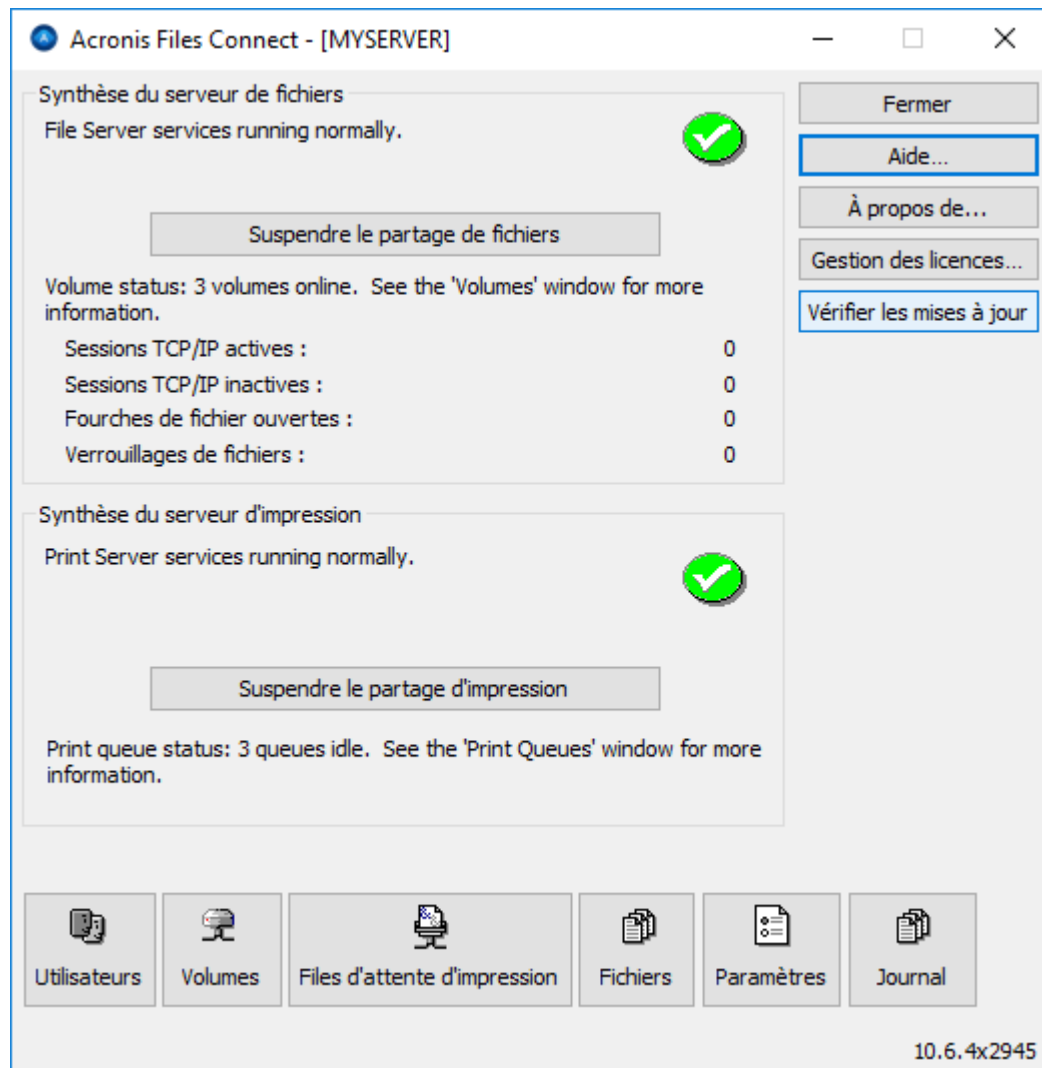 Acronis Files Connect - [MYSERVER]
Synthèse du serveur de fichiers
File Server services running normally.
Suspendre le partage de fichiers
Volume status: 3 volumes online.  See the 'Volumes' window for more
information.
Sessions TCP/IP actives : 0
Sessions TCP/IP inactives : 0
Fourches de fichier ouvertes : 0
Verrouillages de fichiers : 0
Synthèse du serveur d'impression
Print Server services running normally.
Suspendre le partage d'impression
Print queue status: 3 queues idle.  See the 'Print Queues' window for more
information.
Fermer
Aide...
À propos de...
Gestion des licences...
Vérifier les mises à jour
Utilisateurs
Volumes
Files d'attente d'impression
Fichiers
Paramètres
Journal
10.6.4x2945